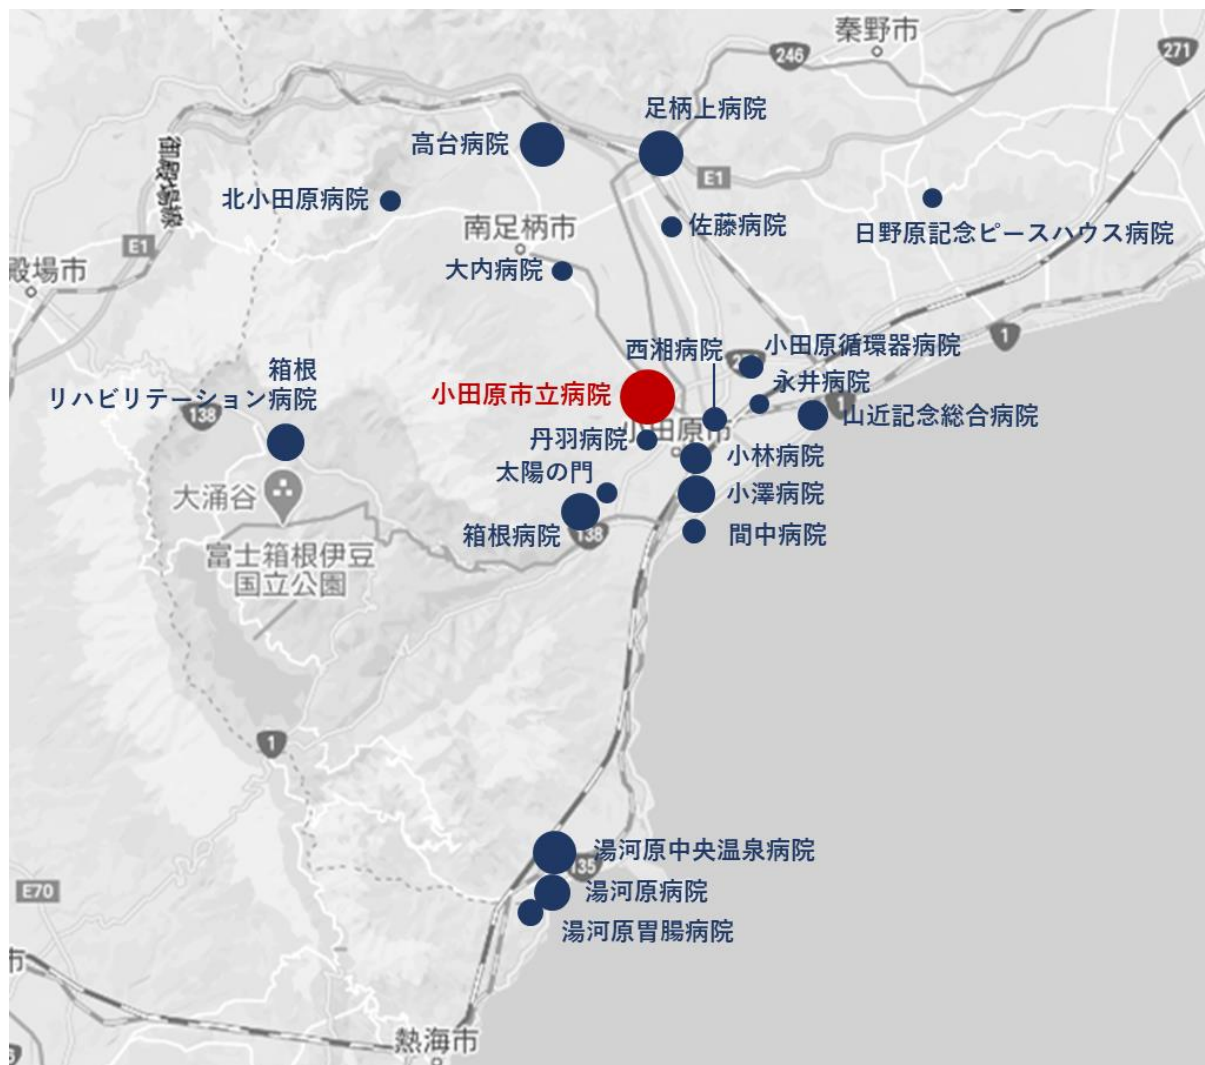 秦野市
246
271
足柄上病院
高台病院
御殿場線
E1
北小田原病院
南足柄市
佐藤病院
日野原記念ピースハウス病院
E1
殿場市
大内病院
1
西湘病院
小田原循環器病院
箱根
リハビリテーション病院
138
小田原市立病院
永井病院
1
山近記念総合病院
丹羽病院
小田原市
小林病院
太陽の門
大涌谷
小澤病院
箱根病院
138
間中病院
富士箱根伊豆
国立公園
1
湯河原中央温泉病院
135
湯河原病院
E70
湯河原胃腸病院
市
熱海市